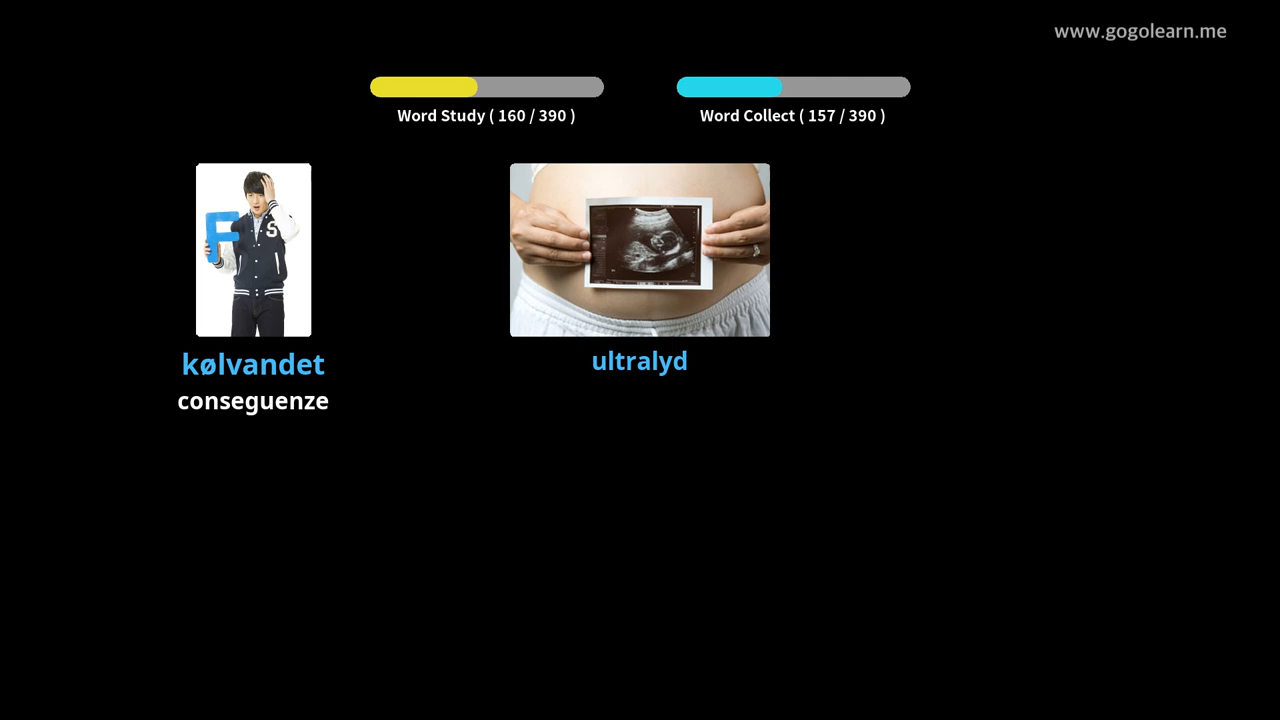 www.gogolearn.me
Word Study ( 160 / 390 )
Word Collect ( 157 / 390 )
F
S
kølvandet
conseguenze
ultralyd